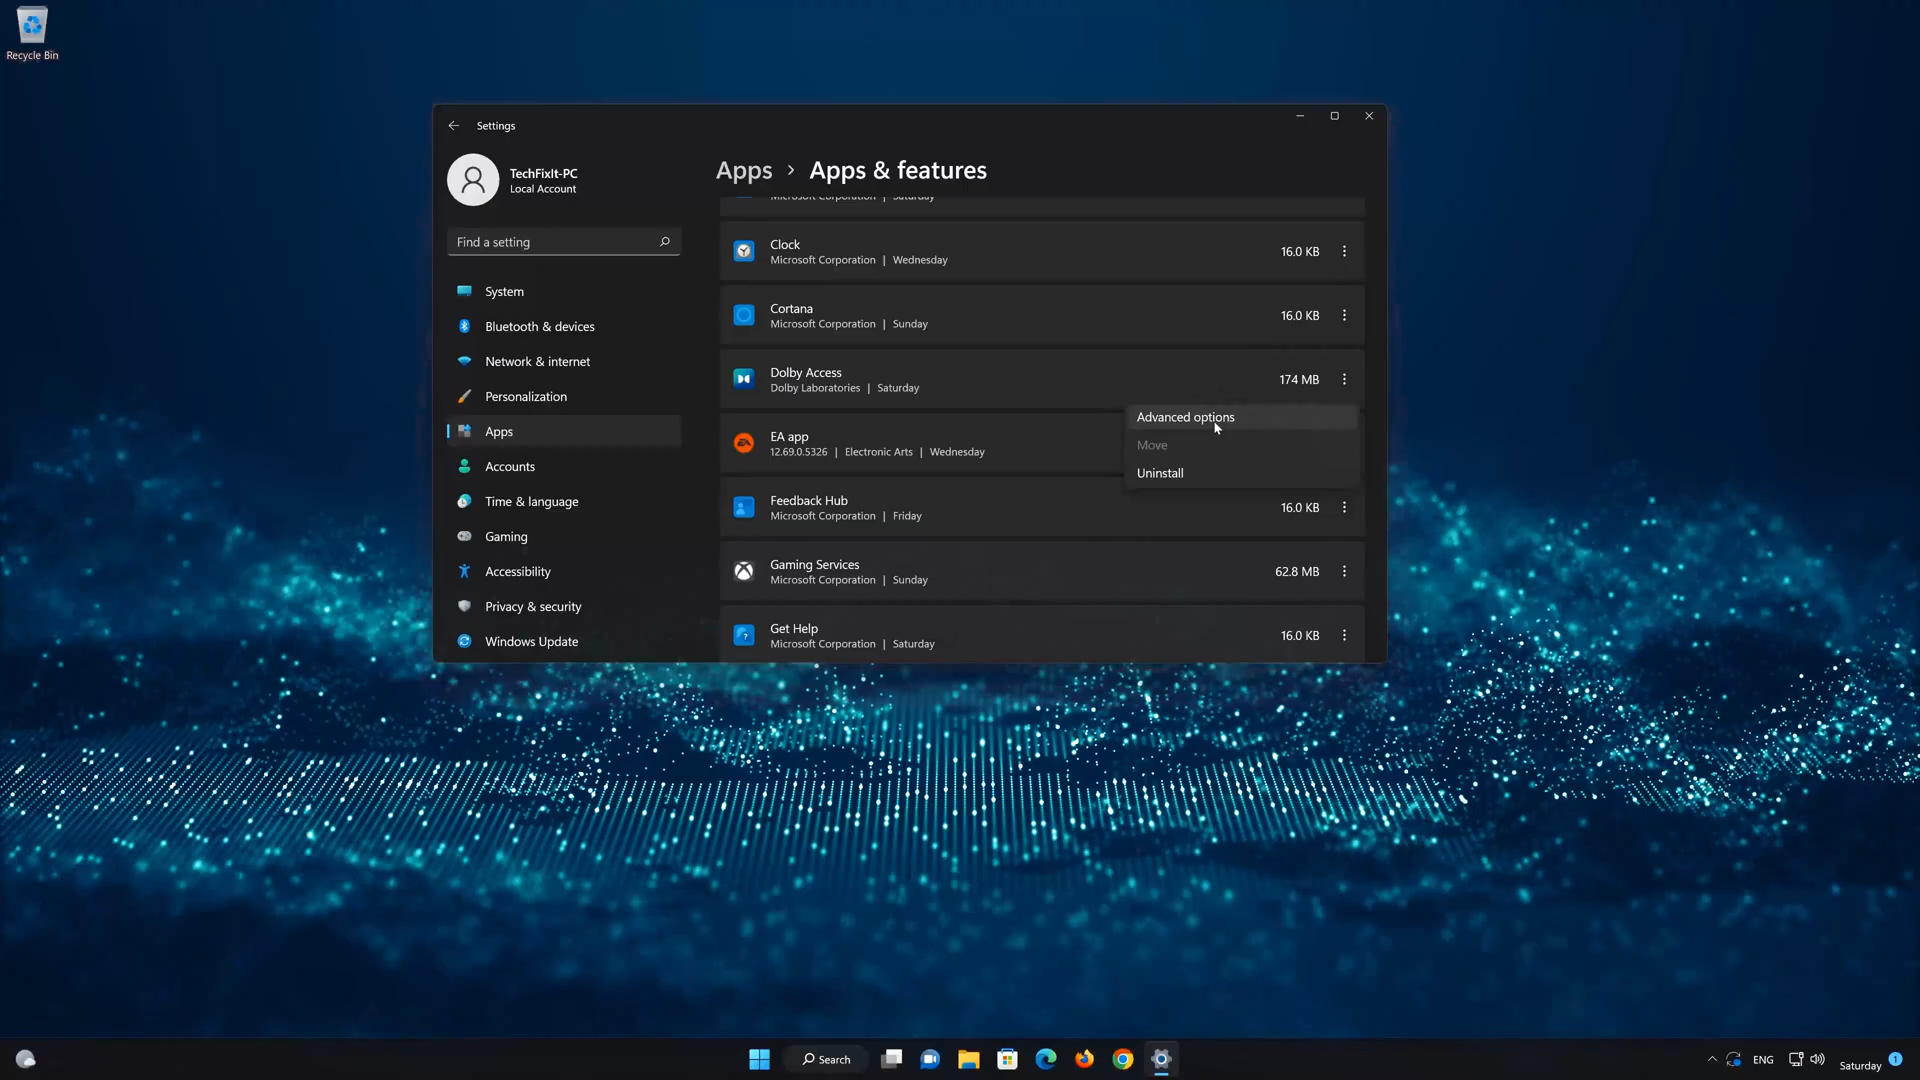 Recycle Bin
Settings
TechFixIt-PC
Local Account
Find a setting
System
Bluetooth & devices
Network & internet
Personalization
Apps
Accounts
Time & language
Gaming
Accessibility
Privacy & security
Windows Update
Apps › Apps & features
Microsoft Corporation | Saturday
Clock
Microsoft Corporation | Wednesday
16.0 KB
Cortana
Microsoft Corporation | Sunday
16.0 KB
Dolby Access
Dolby Laboratories | Saturday
174 MB
Advanced options
Move
Uninstall
EA app
12.69.0.5326 | Electronic Arts | Wednesday
Feedback Hub
Microsoft Corporation | Friday
16.0 KB
Gaming Services
Microsoft Corporation | Sunday
62.8 MB
Get Help
Microsoft Corporation | Saturday
16.0 KB
Search
ENG
Saturday
1